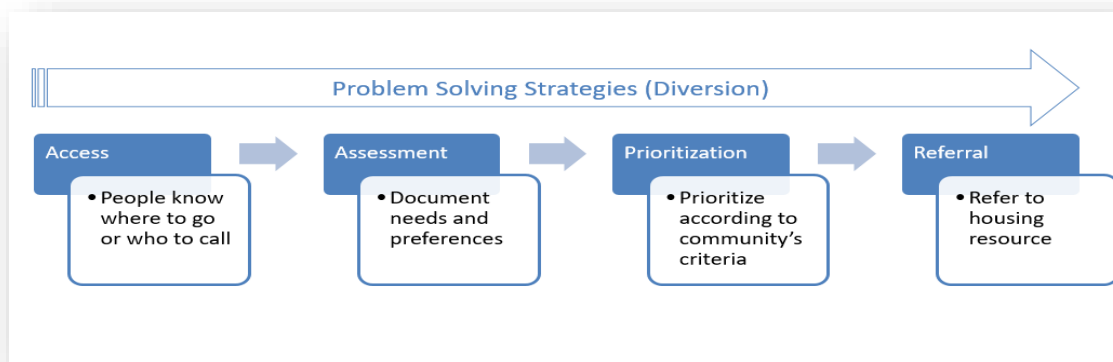 Problem Solving Strategies (Diversion)
Access
• People know
where to go
or who to call
Assessment
• Document
needs and
preferences
Prioritization
• Prioritize
according to
community's
criteria
Referral
• Refer to
housing
resource